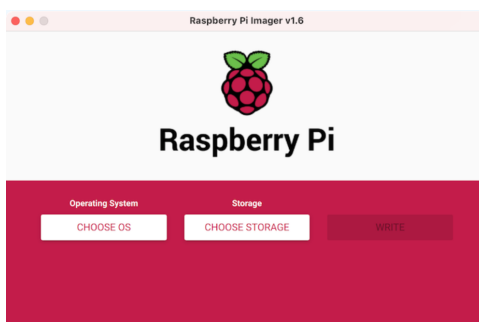 Raspberry Pi Imager v1.6
Raspberry Pi
Operating System
Storage
CHOOSE OS
CHOOSE STORAGE
WRITE